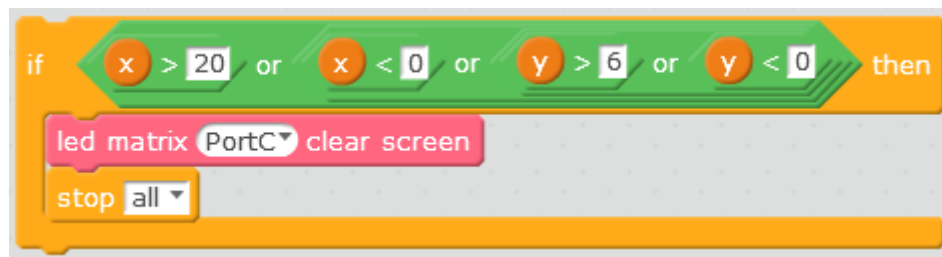 if x > 20 or x < 0 or y > 6 or y < 0 then
led matrix PortC clear screen
stop all